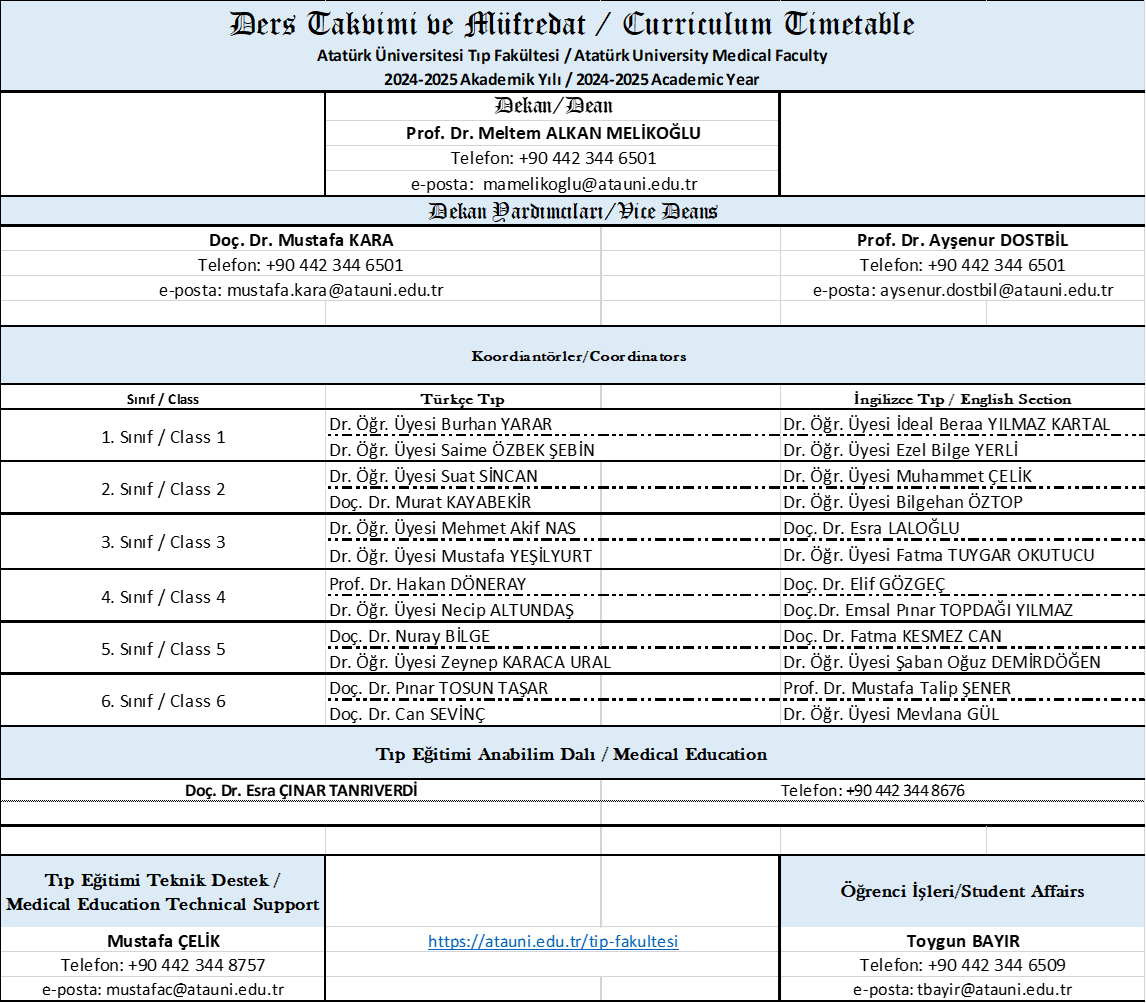 Ders Takvimi ve Müfredat / Curriculum Timetable
Atatürk Üniversitesi Tıp Fakültesi / Atatürk University Medical Faculty
2024-2025 Akademik Yılı / 2024-2025 Academic Year
Dekan/Dean
Prof. Dr. Meltem ALKAN MELİKOĞLU
Telefon: +90 442 344 6501
e-posta: mamelikoglu@atauni.edu.tr
Dekan Yardımcıları/Vice Deans
Doç. Dr. Mustafa KARA Prof. Dr. Ayşenur DOSTBİL
Telefon: +90 442 344 6501 Telefon: +90 442 344 6501
e-posta: mustafa.kara@atauni.edu.tr e-posta: aysenur.dostbil@atauni.edu.tr
Koordiantörler/Coordinators
Sınıf / Class Türkçe Tıp İngilizce Tıp / English Section
1. Sınıf / Class 1
Dr. Öğr. Üyesi Burhan YARAR Dr. Öğr. Üyesi İdeal Beraa YILMAZ KARTAL
Dr. Öğr. Üyesi Saime ÖZBEK ŞEBİN Dr. Öğr. Üyesi Ezel Bilge YERLİ
2. Sınıf / Class 2
Dr. Öğr. Üyesi Suat SİNCAN Dr. Öğr. Üyesi Muhammet ÇELİK
Doç. Dr. Murat KAYABEKİR Dr. Öğr. Üyesi Bilgehan ÖZTOP
3. Sınıf / Class 3
Dr. Öğr. Üyesi Mehmet Akif NAS Doç. Dr. Esra LALOĞLU
Dr. Öğr. Üyesi Mustafa YEŞİLYURT Dr. Öğr. Üyesi Fatma TUYGAR OKUTUCU
4. Sınıf / Class 4
Prof. Dr. Hakan DÖNERAY Doç. Dr. Elif GÖZGEÇ
Dr. Öğr. Üyesi Necip ALTUNDAŞ Doç.Dr. Emsal Pınar TOPDAĞI YILMAZ
5. Sınıf / Class 5
Doç. Dr. Nuray BİLGE Doç. Dr. Fatma KESMEZ CAN
Dr. Öğr. Üyesi Zeynep KARACA URAL Dr. Öğr. Üyesi Şaban Oğuz DEMİRDÖĞEN
6. Sınıf / Class 6
Doç. Dr. Pınar TOSUN TAŞAR Prof. Dr. Mustafa Talip ŞENER
Doç. Dr. Can SEVİNÇ Dr. Öğr. Üyesi Mevlana GÜL
Tıp Eğitimi Anabilim Dalı / Medical Education
Doç. Dr. Esra ÇINAR TANRIVERDİ Telefon: +90 442 344 8676
Tıp Eğitimi Teknik Destek /
Medical Education Technical Support
Öğrenci İşleri/Student Affairs
Mustafa ÇELİK https://atauni.edu.tr/tip-fakultesi Toygun BAYIR
Telefon: +90 442 344 8757 Telefon: +90 442 344 6509
e-posta: mustafac@atauni.edu.tr e-posta: tbayir@atauni.edu.tr